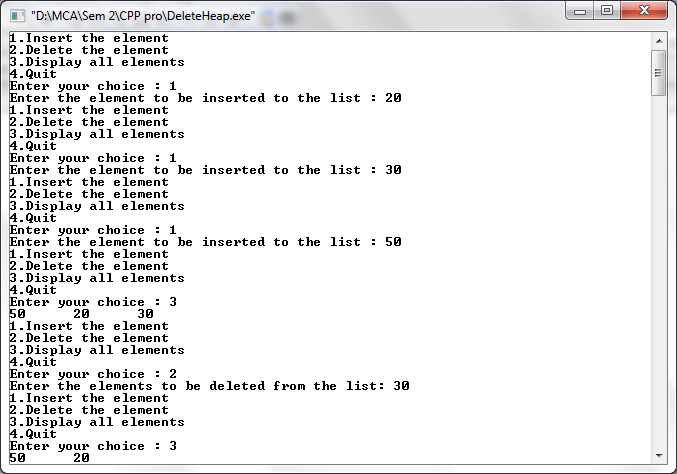 "D:\MCA\Sem 2\CPP pro\DeleteHeap.exe"
1.Insert the element
2.Delete the element
3.Display all elements
4.Quit
Enter your choice : 1
Enter the element to be inserted to the list : 20
1.Insert the element
2.Delete the element
3.Display all elements
4.Quit
Enter your choice : 1
Enter the element to be inserted to the list : 30
1.Insert the element
2.Delete the element
3.Display all elements
4.Quit
Enter your choice : 1
Enter the element to be inserted to the list : 50
1.Insert the element
2.Delete the element
3.Display all elements
4.Quit
Enter your choice : 3
50      20      30
1.Insert the element
2.Delete the element
3.Display all elements
4.Quit
Enter your choice : 2
Enter the elements to be deleted from the list: 30
1.Insert the element
2.Delete the element
3.Display all elements
4.Quit
Enter your choice : 3
50      20